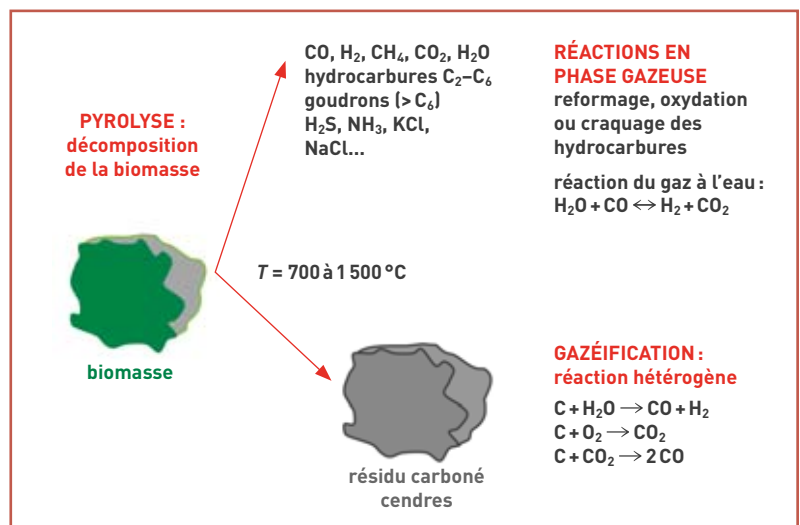 PYROLYSE :
décomposition
de la biomasse
biomasse
CO, H₂, CH₄, CO₂, H₂O
hydrocarbures C₂–C₆
goudrons (> C₆)
H₂S, NH₃, KCl,
NaCl...
T = 700 à 1 500 °C
résidu carboné
cendres
RÉACTIONS EN
PHASE GAZEUSE
reformage, oxydation
ou craquage des
hydrocarbures
réaction du gaz à l’eau :
H₂O + CO ↔ H₂ + CO₂
GAZÉIFICATION :
réaction hétérogène
C + H₂O → CO + H₂
C + O₂ → CO₂
C + CO₂ → 2 CO